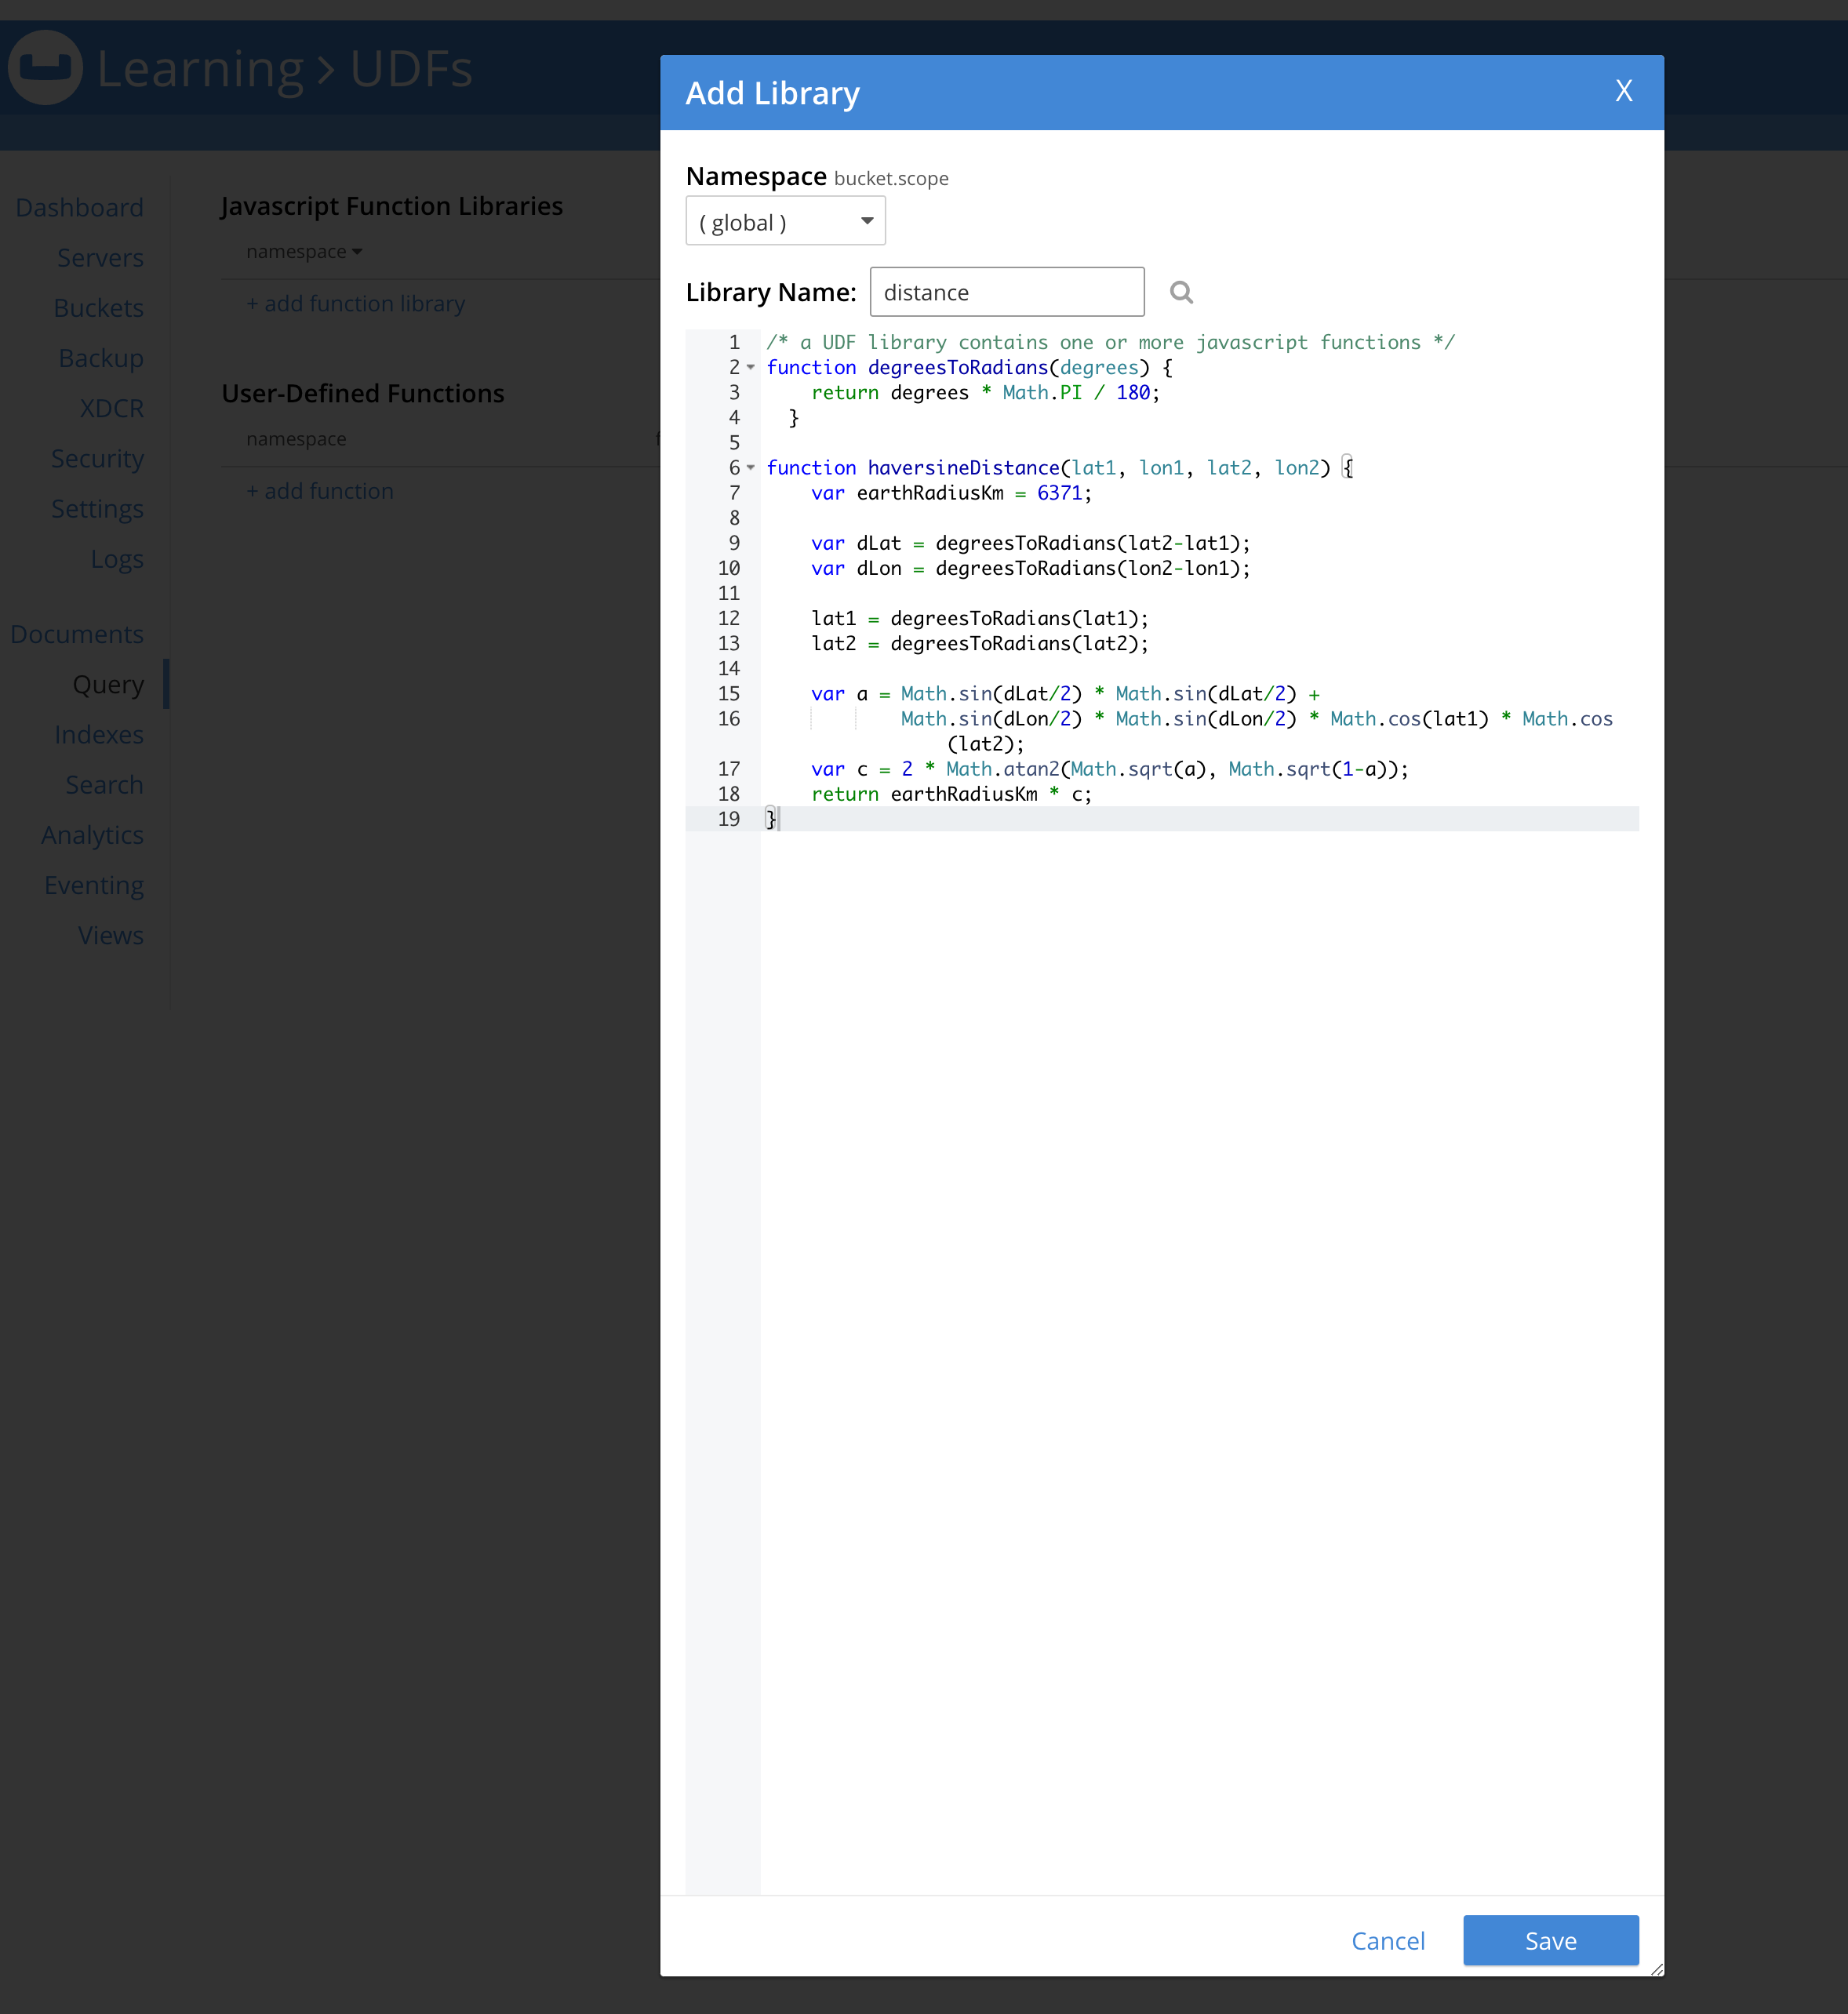 Learning > UDFs
Dashboard
Servers
Buckets
Backup
XDCR
Security
Settings
Logs
Documents
Query
Indexes
Search
Analytics
Eventing
Views
Javascript Function Libraries
namespace
+ add function library
User-Defined Functions
namespace
+ add function
Add Library
X
Namespace bucket.scope
( global )
Library Name: distance
1 /* a UDF library contains one or more javascript functions */
2 function degreesToRadians(degrees) {
3     return degrees * Math.PI / 180;
4   }
5
6 function haversineDistance(lat1, lon1, lat2, lon2) {
7     var earthRadiusKm = 6371;
8
9     var dLat = degreesToRadians(lat2-lat1);
10     var dLon = degreesToRadians(lon2-lon1);
11
12     lat1 = degreesToRadians(lat1);
13     lat2 = degreesToRadians(lat2);
14
15     var a = Math.sin(dLat/2) * Math.sin(dLat/2) +
16             Math.sin(dLon/2) * Math.sin(dLon/2) * Math.cos(lat1) * Math.cos
(lat2);
17     var c = 2 * Math.atan2(Math.sqrt(a), Math.sqrt(1-a));
18     return earthRadiusKm * c;
19 }
Cancel
Save